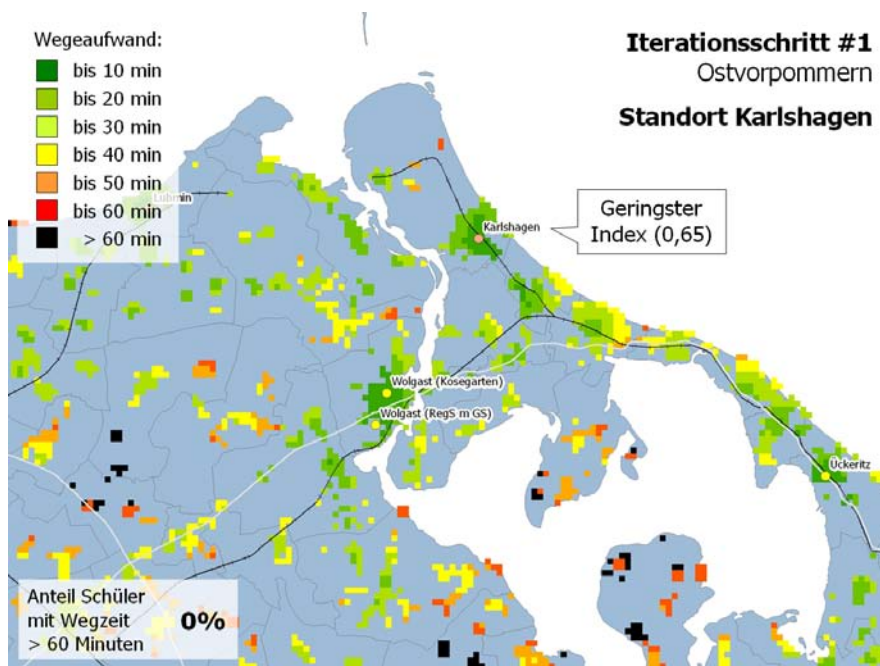 Wegeaufwand:
bis 10 min
bis 20 min
bis 30 min
bis 40 min
bis 50 min
bis 60 min
> 60 min
Iterationsschritt #1
Ostvorpommern
Standort Karlshagen
Lubmin
Karlshagen
Geringster
Index (0,65)
Wolgast (Kosegarten)
Wolgast (RegS m GS)
Ückeritz
Anteil Schüler
mit Wegzeit
> 60 Minuten
0%